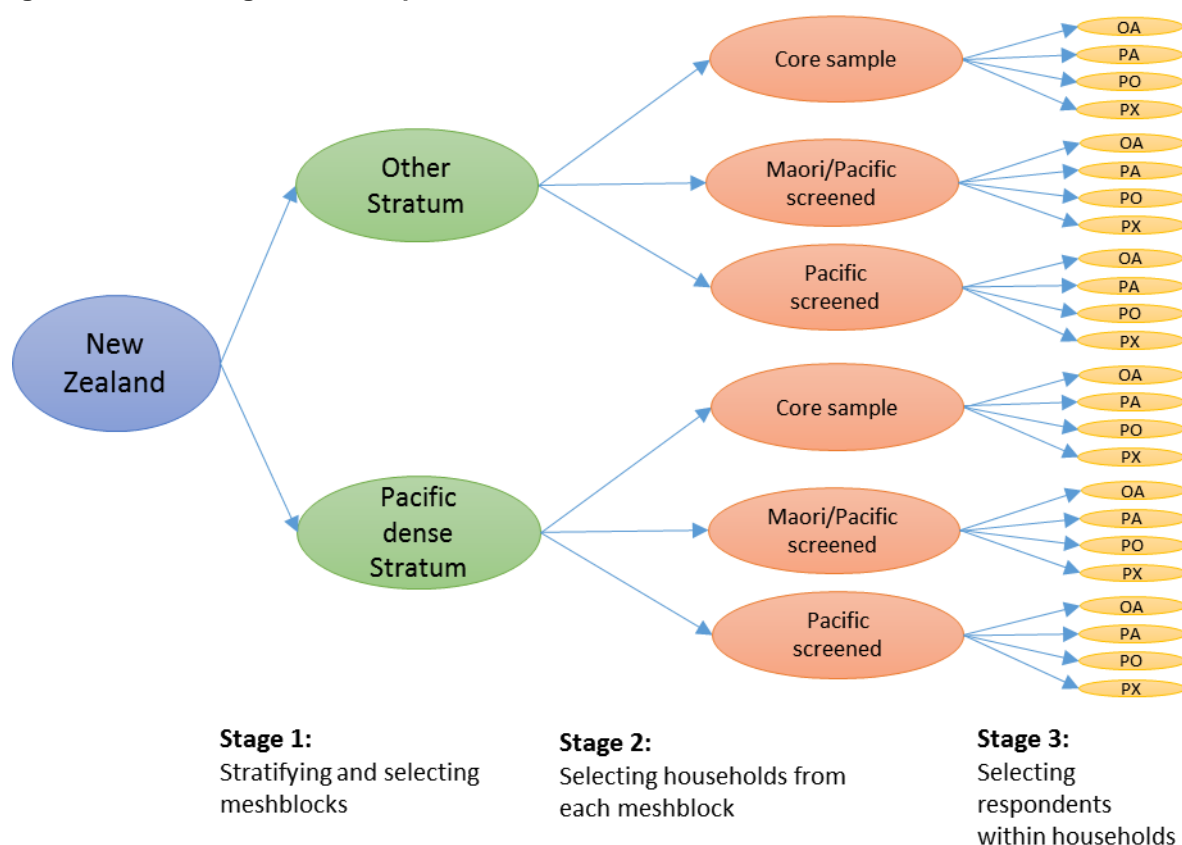 Core sample
OA
PA
PO
PX
Other
Stratum
Maori/Pacific
screened
OA
PA
PO
PX
Pacific
screened
OA
PA
PO
PX
New
Zealand
Core sample
OA
PA
PO
PX
Pacific
dense
Stratum
Maori/Pacific
screened
OA
PA
PO
PX
Pacific
screened
OA
PA
PO
PX
Stage 1:
Stratifying and selecting
meshblocks
Stage 2:
Selecting households from
each meshblock
Stage 3:
Selecting
respondents
within households